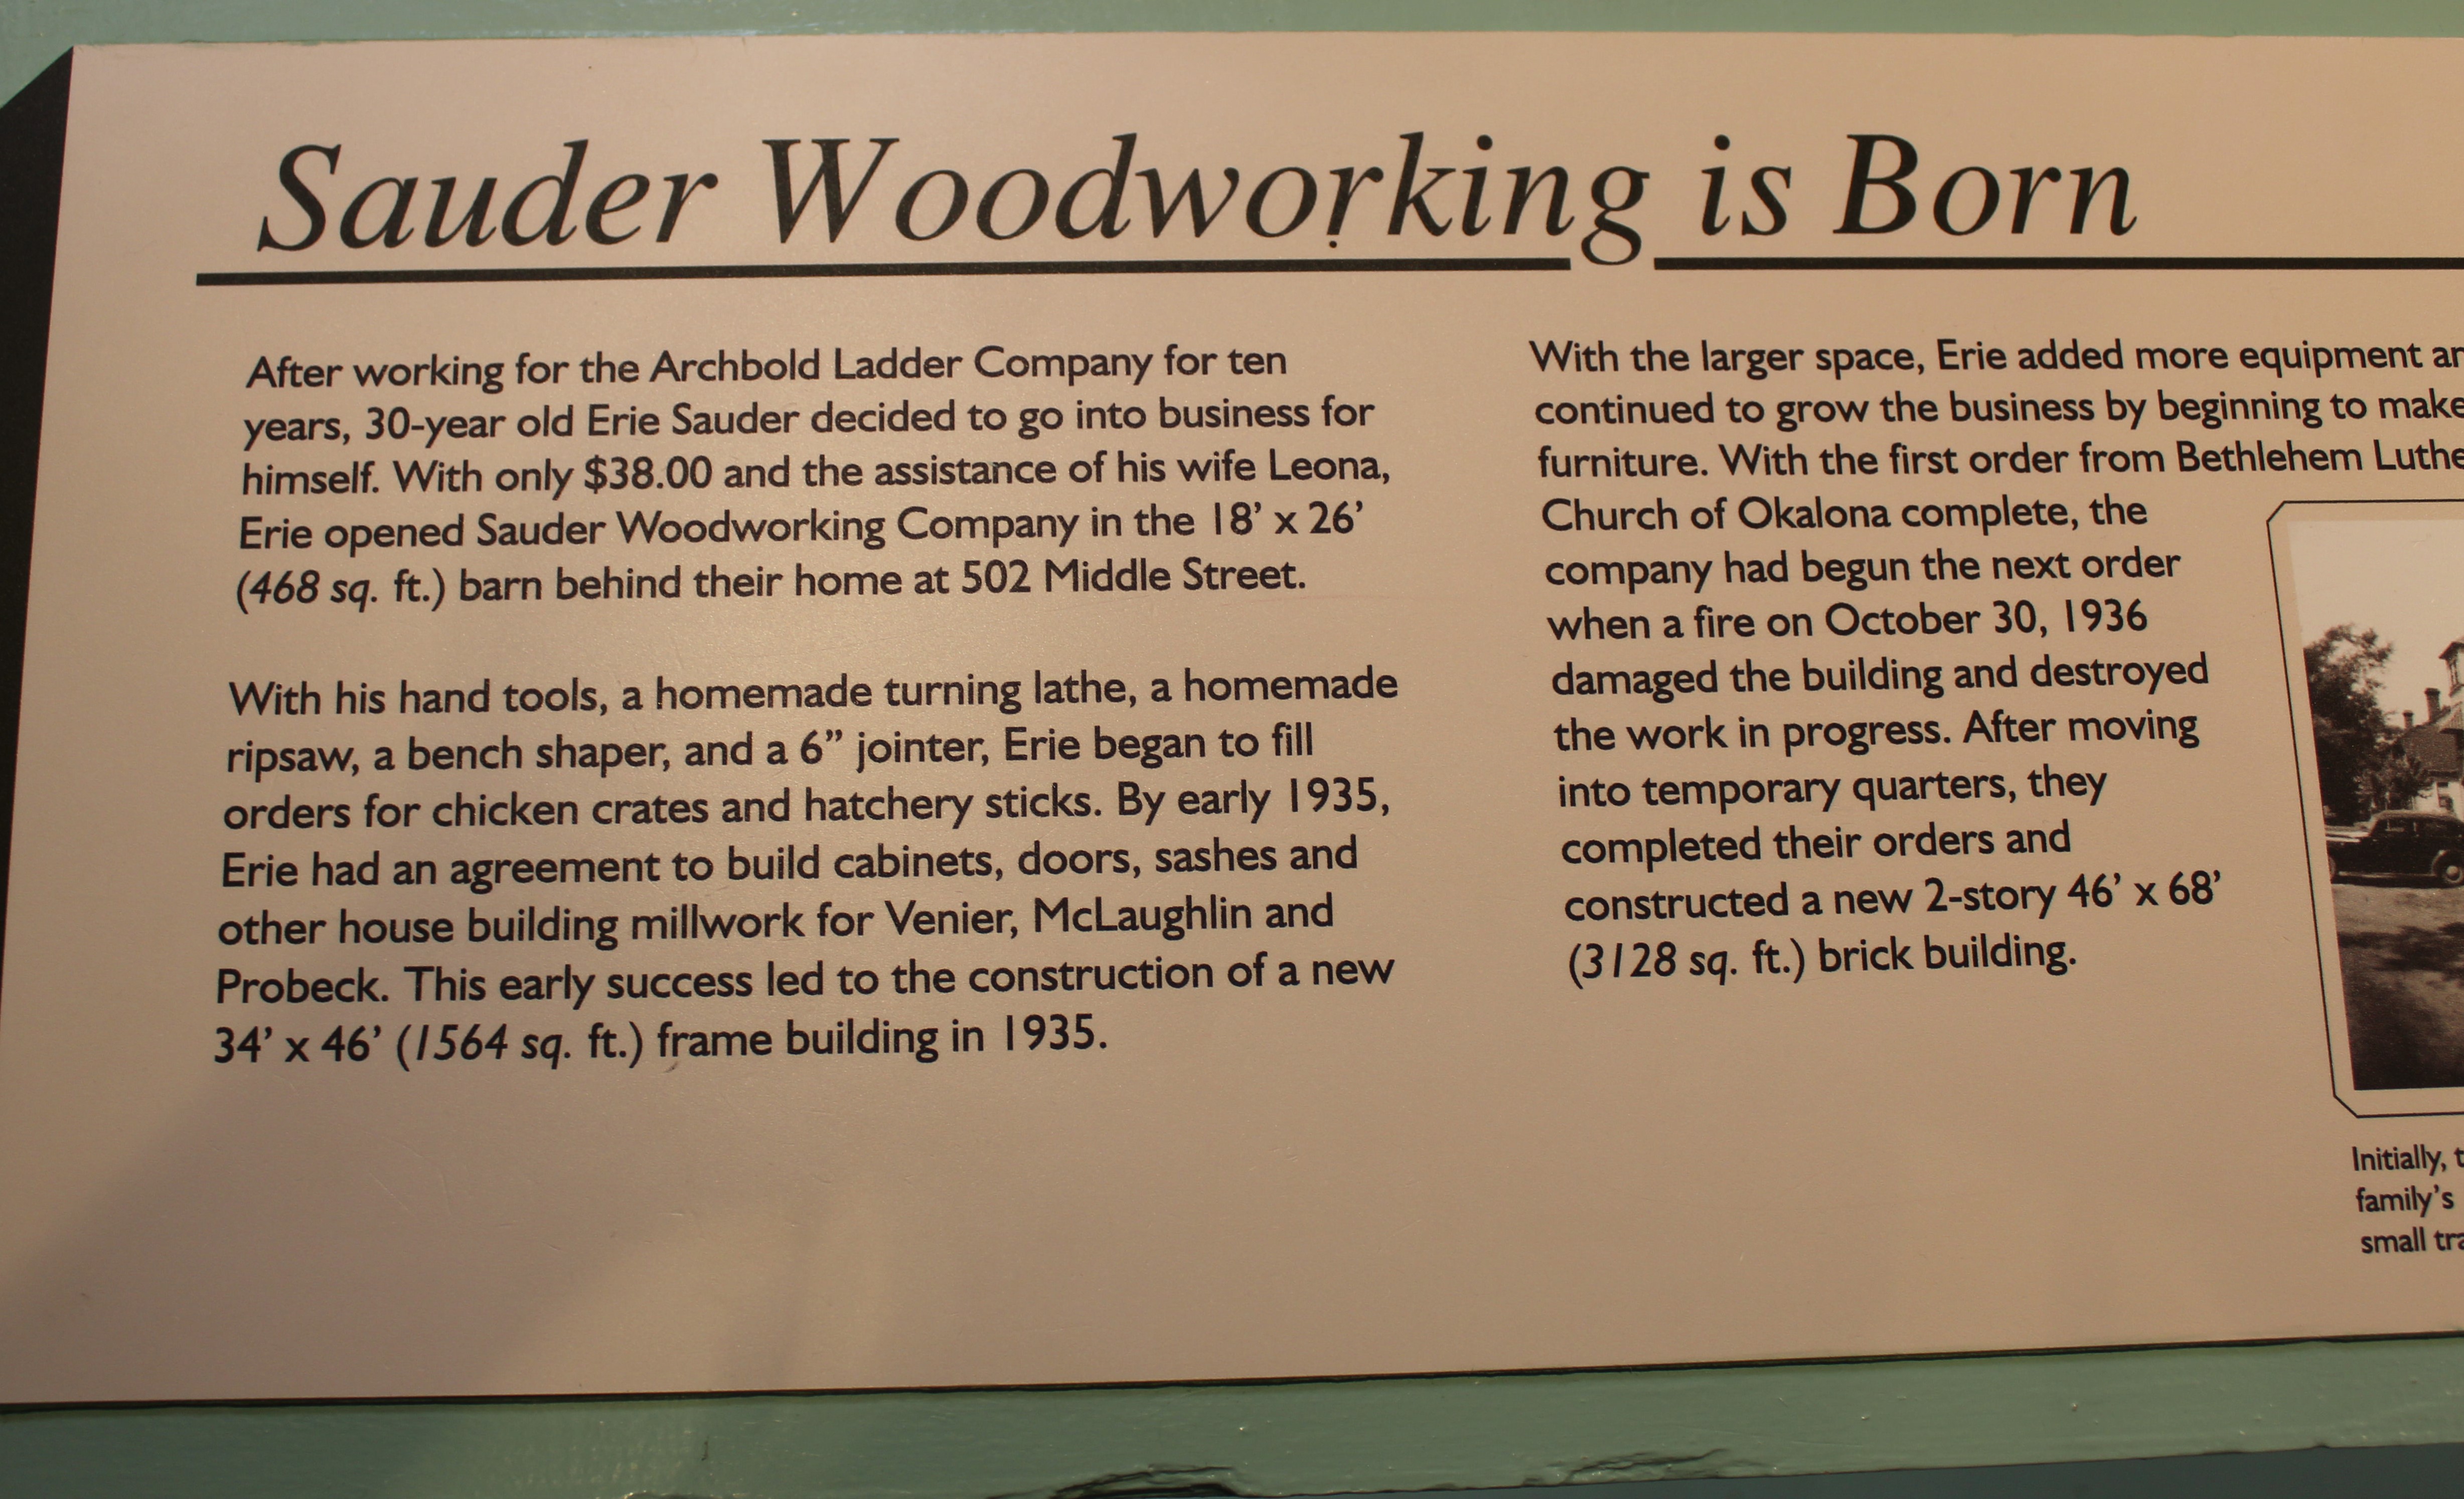 Sauder Woodworking is Born
After working for the Archbold Ladder Company for ten
years, 30-year old Erie Sauder decided to go into business for
himself. With only $38.00 and the assistance of his wife Leona,
Erie opened Sauder Woodworking Company in the 18’ x 26’
(468 sq. ft.) barn behind their home at 502 Middle Street.
With his hand tools, a homemade turning lathe, a homemade
ripsaw, a bench shaper, and a 6” jointer, Erie began to fill
orders for chicken crates and hatchery sticks. By early 1935,
Erie had an agreement to build cabinets, doors, sashes and
other house building millwork for Venier, McLaughlin and
Probeck. This early success led to the construction of a new
34’ x 46’ (1564 sq. ft.) frame building in 1935.
With the larger space, Erie added more equipment
continued to grow the business by beginning to make
furniture. With the first order from Bethlehem
Church of Okalona complete, the
company had begun the next order
when a fire on October 30, 1936
damaged the building and destroyed
the work in progress. After moving
into temporary quarters, they
completed their orders and
constructed a new 2-story 46’ x 68’
(3128 sq. ft.) brick building.
Initially,
family’s
small